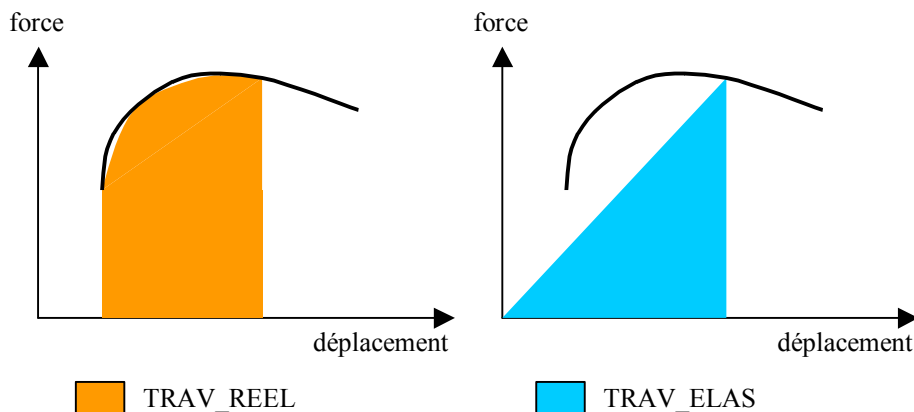 force
force
déplacement
déplacement
TRAV_REEL
TRAV_ELAS